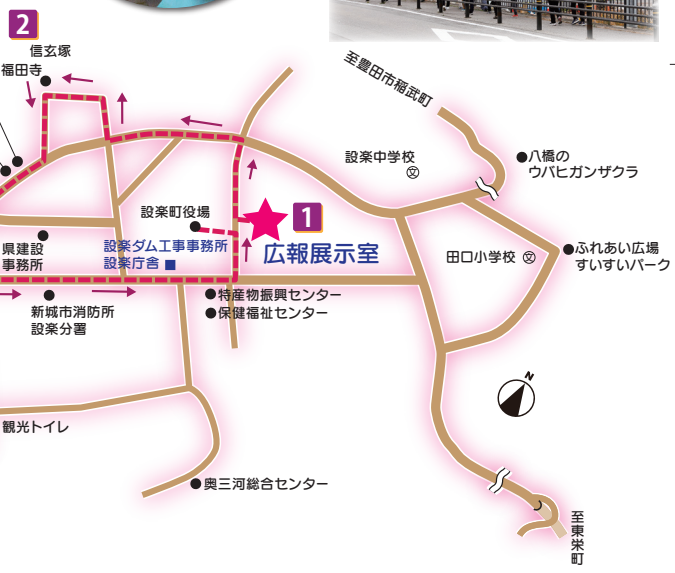 2
信玄塚
福田寺
至豊田市稲武町
設楽中学校
文
八橋の
ウバヒガンザクラ
設楽町役場
1
広報展示室
県建設
事務所
設楽ダム工事事務所
設楽庁舎
田口小学校
文
ふれあい広場
すいすいパーク
特産物振興センター
保健福祉センター
新城市消防所
設楽分署
N
観光トイレ
奥三河総合センター
至東栄町